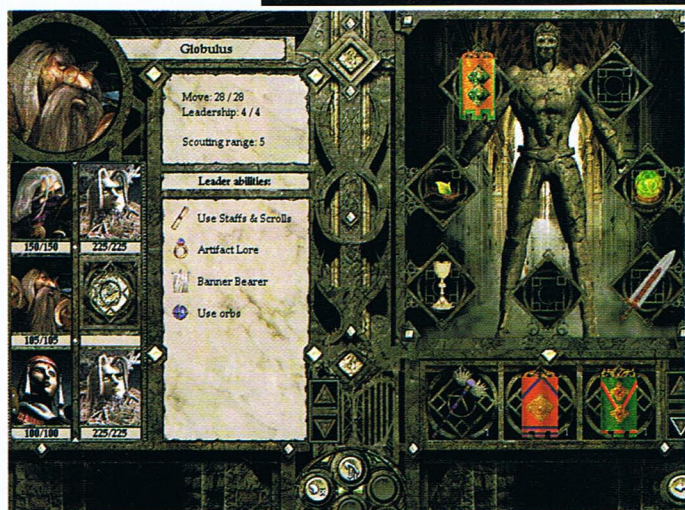 Globulus
Move: 28 / 28
Leadership: 4 / 4
Scouting range: 5
Leader abilities:
Use Staffs & Scrolls
Artifact Lore
Banner Bearer
Use orbs
150/150
225/225
105/105
100/100
225/225